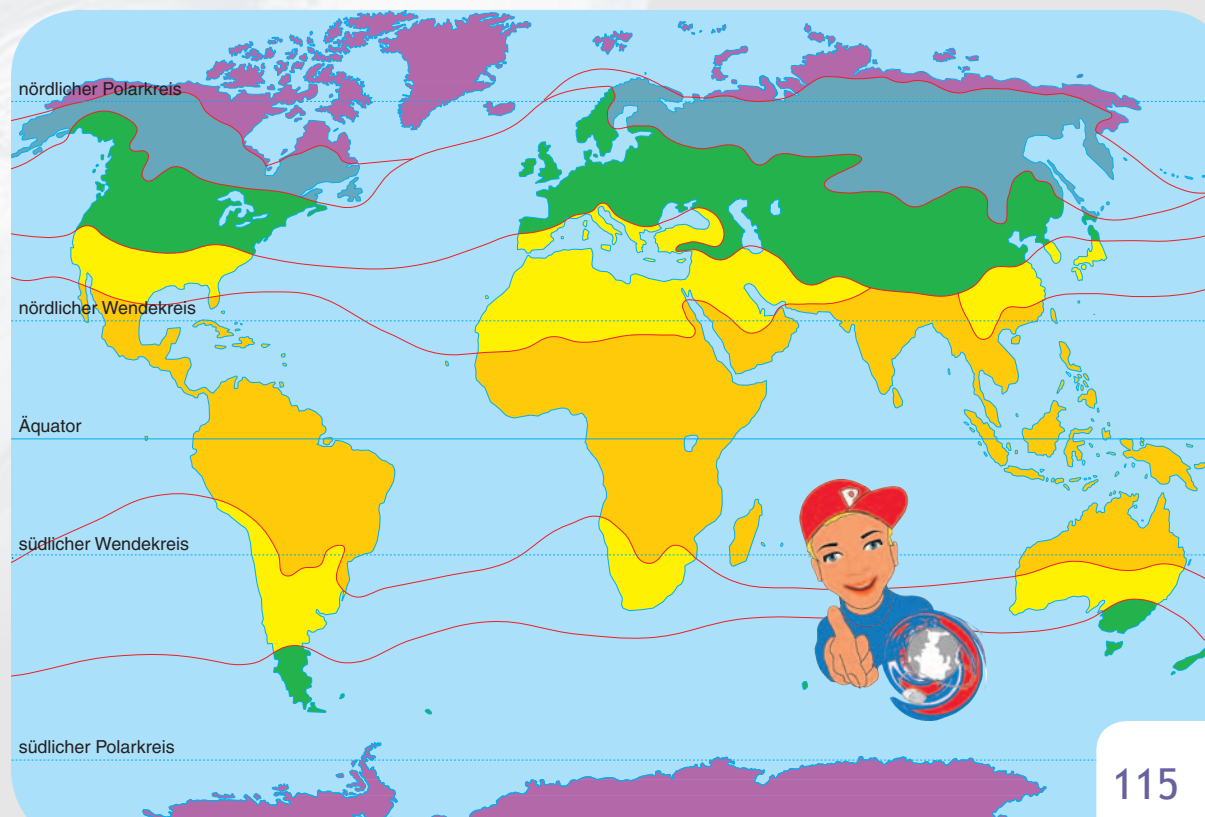 nördlicher Polarkreis
nördlicher Wendekreis
Äquator
südlicher Wendekreis
südlicher Polarkreis
115